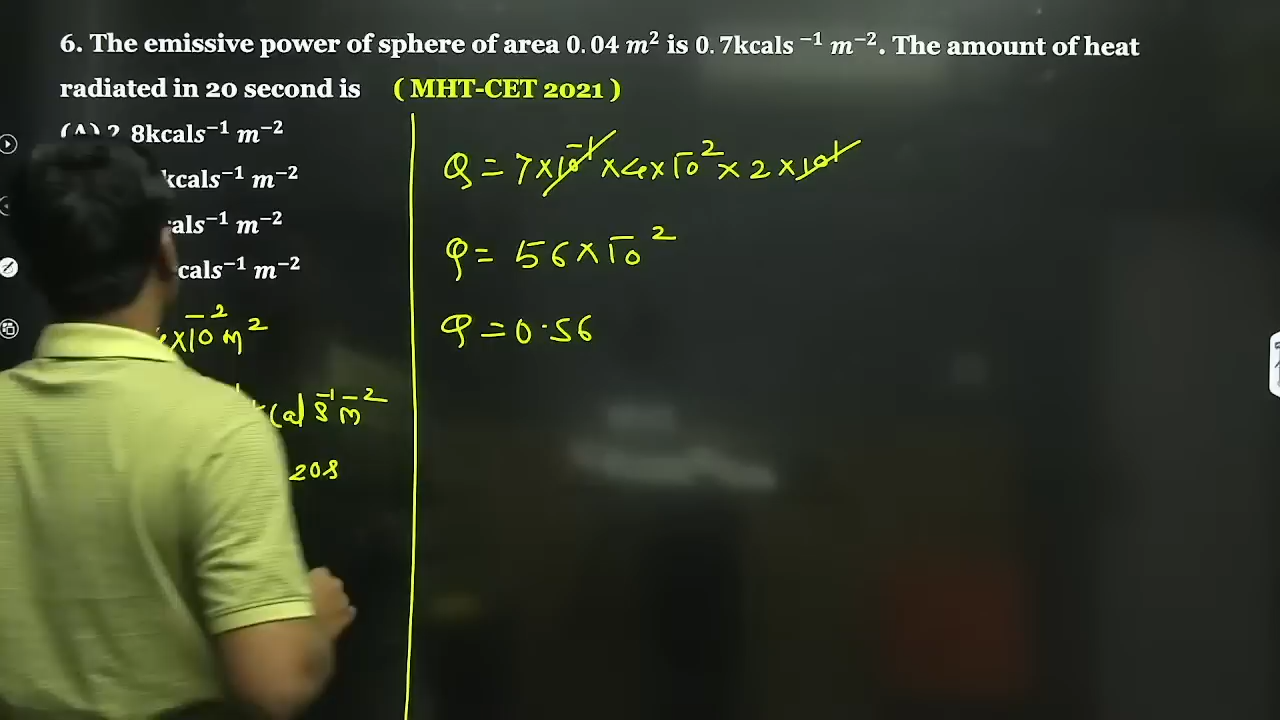 6. The emissive power of sphere of area 0.04 m² is 0.7kcals ⁻¹ m⁻². The amount of heat
radiated in 20 second is ( MHT-CET 2021 )
(A) 2.8kcals⁻¹ m⁻²
kcals⁻¹ m⁻²
als⁻¹ m⁻²
cals⁻¹ m⁻²
×10⁻² m²
cal s⁻¹ m⁻²
20s
Q = 7×10⁻¹ ×4×10⁻² × 2 ×10¹
Q = 56×10⁻²
Q = 0.56